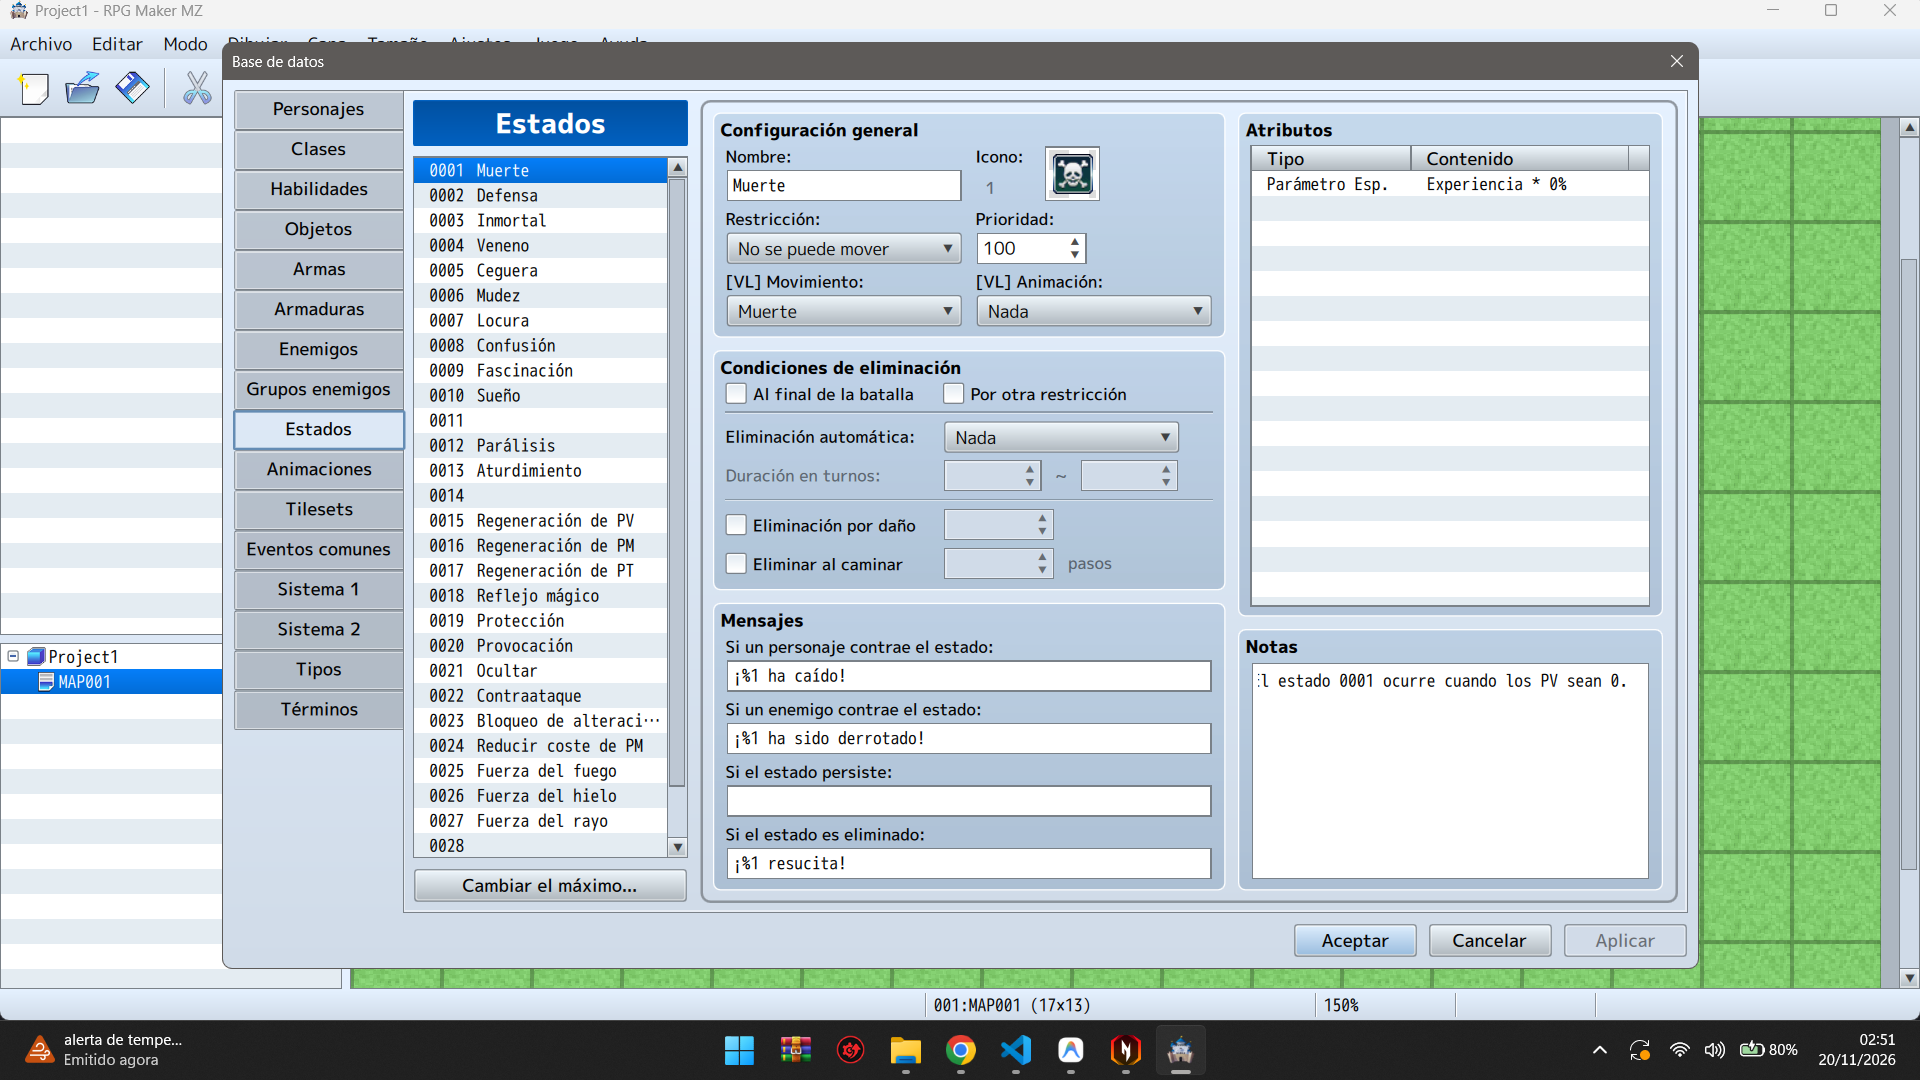 Project1 - RPG Maker MZ
Archivo Editar Modo
Base de datos
Personajes
Clases
Habilidades
Objetos
Armas
Armaduras
Enemigos
Grupos enemigos
Estados
Animaciones
Tilesets
Eventos comunes
Sistema 1
Sistema 2
Tipos
Términos
Project1
MAP001
Estados
0001 Muerte
0002 Defensa
0003 Inmortal
0004 Veneno
0005 Ceguera
0006 Mudez
0007 Locura
0008 Confusión
0009 Fascinación
0010 Sueño
0011
0012 Parálisis
0013 Aturdimiento
0014
0015 Regeneración de PV
0016 Regeneración de PM
0017 Regeneración de PT
0018 Reflejo mágico
0019 Protección
0020 Provocación
0021 Ocultar
0022 Contraataque
0023 Bloqueo de alteraci···
0024 Reducir coste de PM
0025 Fuerza del fuego
0026 Fuerza del hielo
0027 Fuerza del rayo
0028
Cambiar el máximo...
Configuración general
Nombre: Icono:
Muerte 1
Restricción: Prioridad:
No se puede mover 100
[VL] Movimiento: [VL] Animación:
Muerte Nada
Condiciones de eliminación
Al final de la batalla Por otra restricción
Eliminación automática: Nada
Duración en turnos: ~
Eliminación por daño
Eliminar al caminar pasos
Mensajes
Si un personaje contrae el estado:
¡%1 ha caído!
Si un enemigo contrae el estado:
¡%1 ha sido derrotado!
Si el estado persiste:
Si el estado es eliminado:
¡%1 resucita!
Atributos
Tipo Contenido
Parámetro Esp. Experiencia * 0%
Notas
l estado 0001 ocurre cuando los PV sean 0.
Aceptar Cancelar Aplicar
001:MAP001 (17x13) 150%
alerta de tempe...
Emitido agora
80%
02:51
20/11/2026